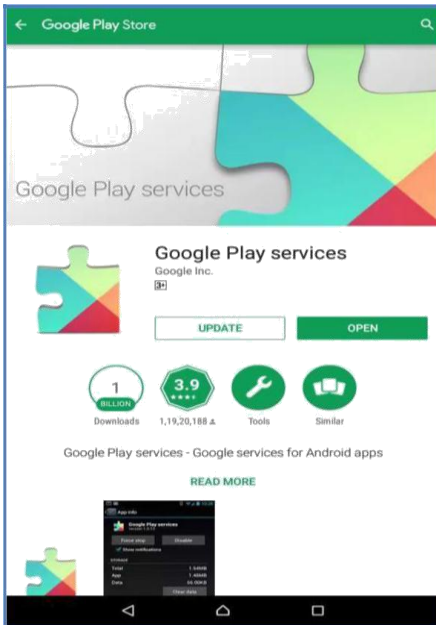 Google Play Store
Google Play services
Google Play services
Google Inc.
3+
UPDATE
OPEN
1
BILLION
3.9
Downloads
1,19,20,188
Tools
Similar
Google Play services - Google services for Android apps
READ MORE
App info
Google Play services
Force stop
Disable
Show notifications
STORAGE
Total
App
Data
Clear data